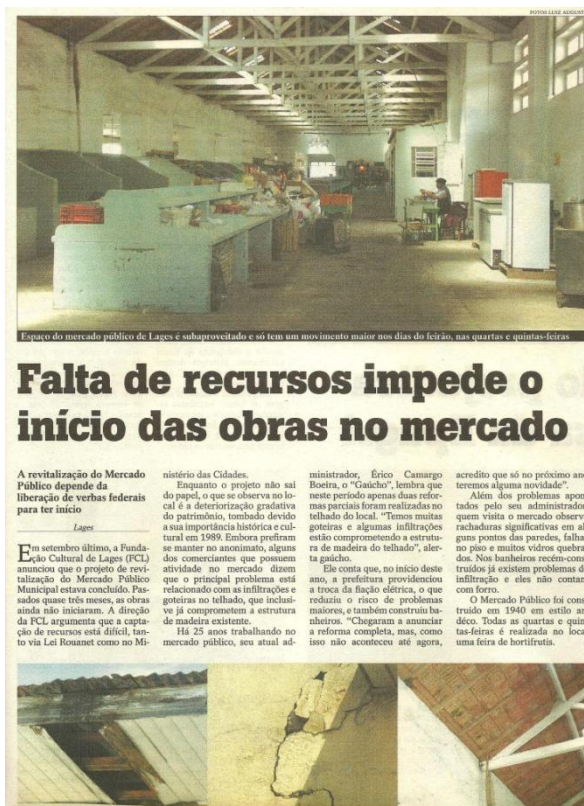 FOTOS LUIZ AUGUST
Espaço do mercado público de Lages é subaproveitado e só tem um movimento maior nos dias do feirão, nas quartas e quintas-feiras
Falta de recursos impede o
início das obras no mercado
A revitalização do Mercado
Público depende da
liberação de verbas federais
para ter início
Lages
Em setembro último, a Funda-
ção Cultural de Lages (FCL)
anunciou que o projeto de revi-
talização do Mercado Público
Municipal estava concluído. Pas-
sados quase três meses, as obras
ainda não iniciaram. A direção
da FCL argumenta que a capta-
ção de recursos está difícil, tan-
to via Lei Rouanet como no Mi-
nistério das Cidades.
Enquanto o projeto não sai
do papel, o que se observa no lo-
cal é a deteriorização gradativa
do patrimônio, tombado devido
a sua importância histórica e cul-
tural em 1989. Embora prefiram
se manter no anonimato, alguns
dos comerciantes que possuem
atividade no mercado dizem
que o principal problema está
relacionado com as infiltrações e
goteiras no telhado, que inclusi-
ve já comprometem a estrutura
de madeira existente.
Há 25 anos trabalhando no
mercado público, seu atual ad-
ministrador, Érico Camargo
Boeira, o "Gaúcho", lembra que
neste período apenas duas refor-
mas parciais foram realizadas no
telhado do local. "Temos muitas
goteiras e algumas infiltrações
estão comprometendo a estrutu-
ra de madeira do telhado", aler-
ta gaúcho.
Ele conta que, no início deste
ano, a prefeitura providenciou
a troca da fiação elétrica, o que
reduziu o risco de problemas
maiores, e também construiu ba-
nheiros. "Chegaram a anunciar
a reforma completa, mas, como
isso não aconteceu até agora,
acredito que só no próximo ano
teremos alguma novidade".
Além dos problemas apon-
tados pelo seu administrador
quem visita o mercado observa
rachaduras significativas em al
guns pontos das paredes, falha
no piso e muitos vidros quebra
dos. Nos banheiros recém-cons
truídos já existem problemas d
infiltração e eles não contam
com forro.
O Mercado Público foi cons
truído em 1940 em estilo ar
déco. Todas as quartas e quin
tas-feiras é realizada no loca
uma feira de hortifrutis.